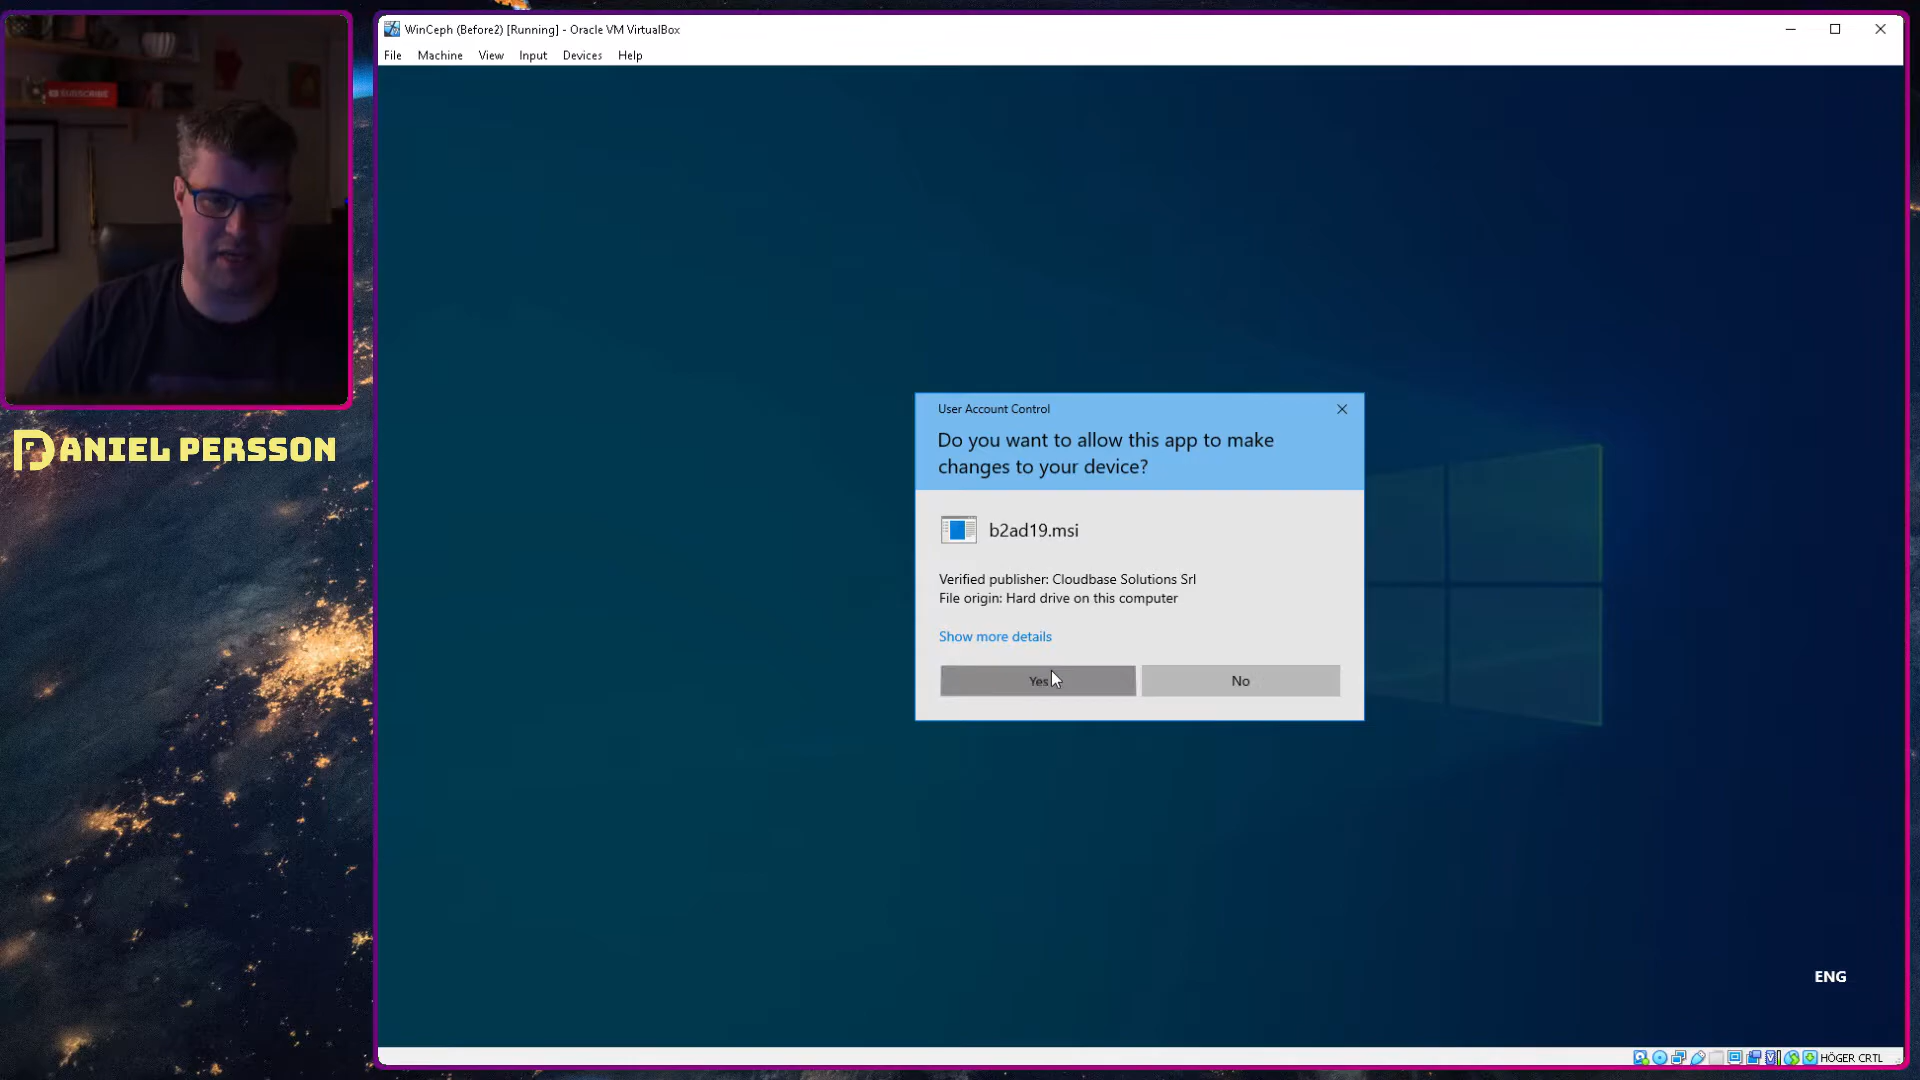 WinCeph (Before2) [Running] - Oracle VM VirtualBox
File Machine View Input Devices Help
SUBSCRIBE
DANIEL PERSSON
User Account Control
Do you want to allow this app to make
changes to your device?
b2ad19.msi
Verified publisher: Cloudbase Solutions Srl
File origin: Hard drive on this computer
Show more details
Yes No
ENG
HÖGER CRTL